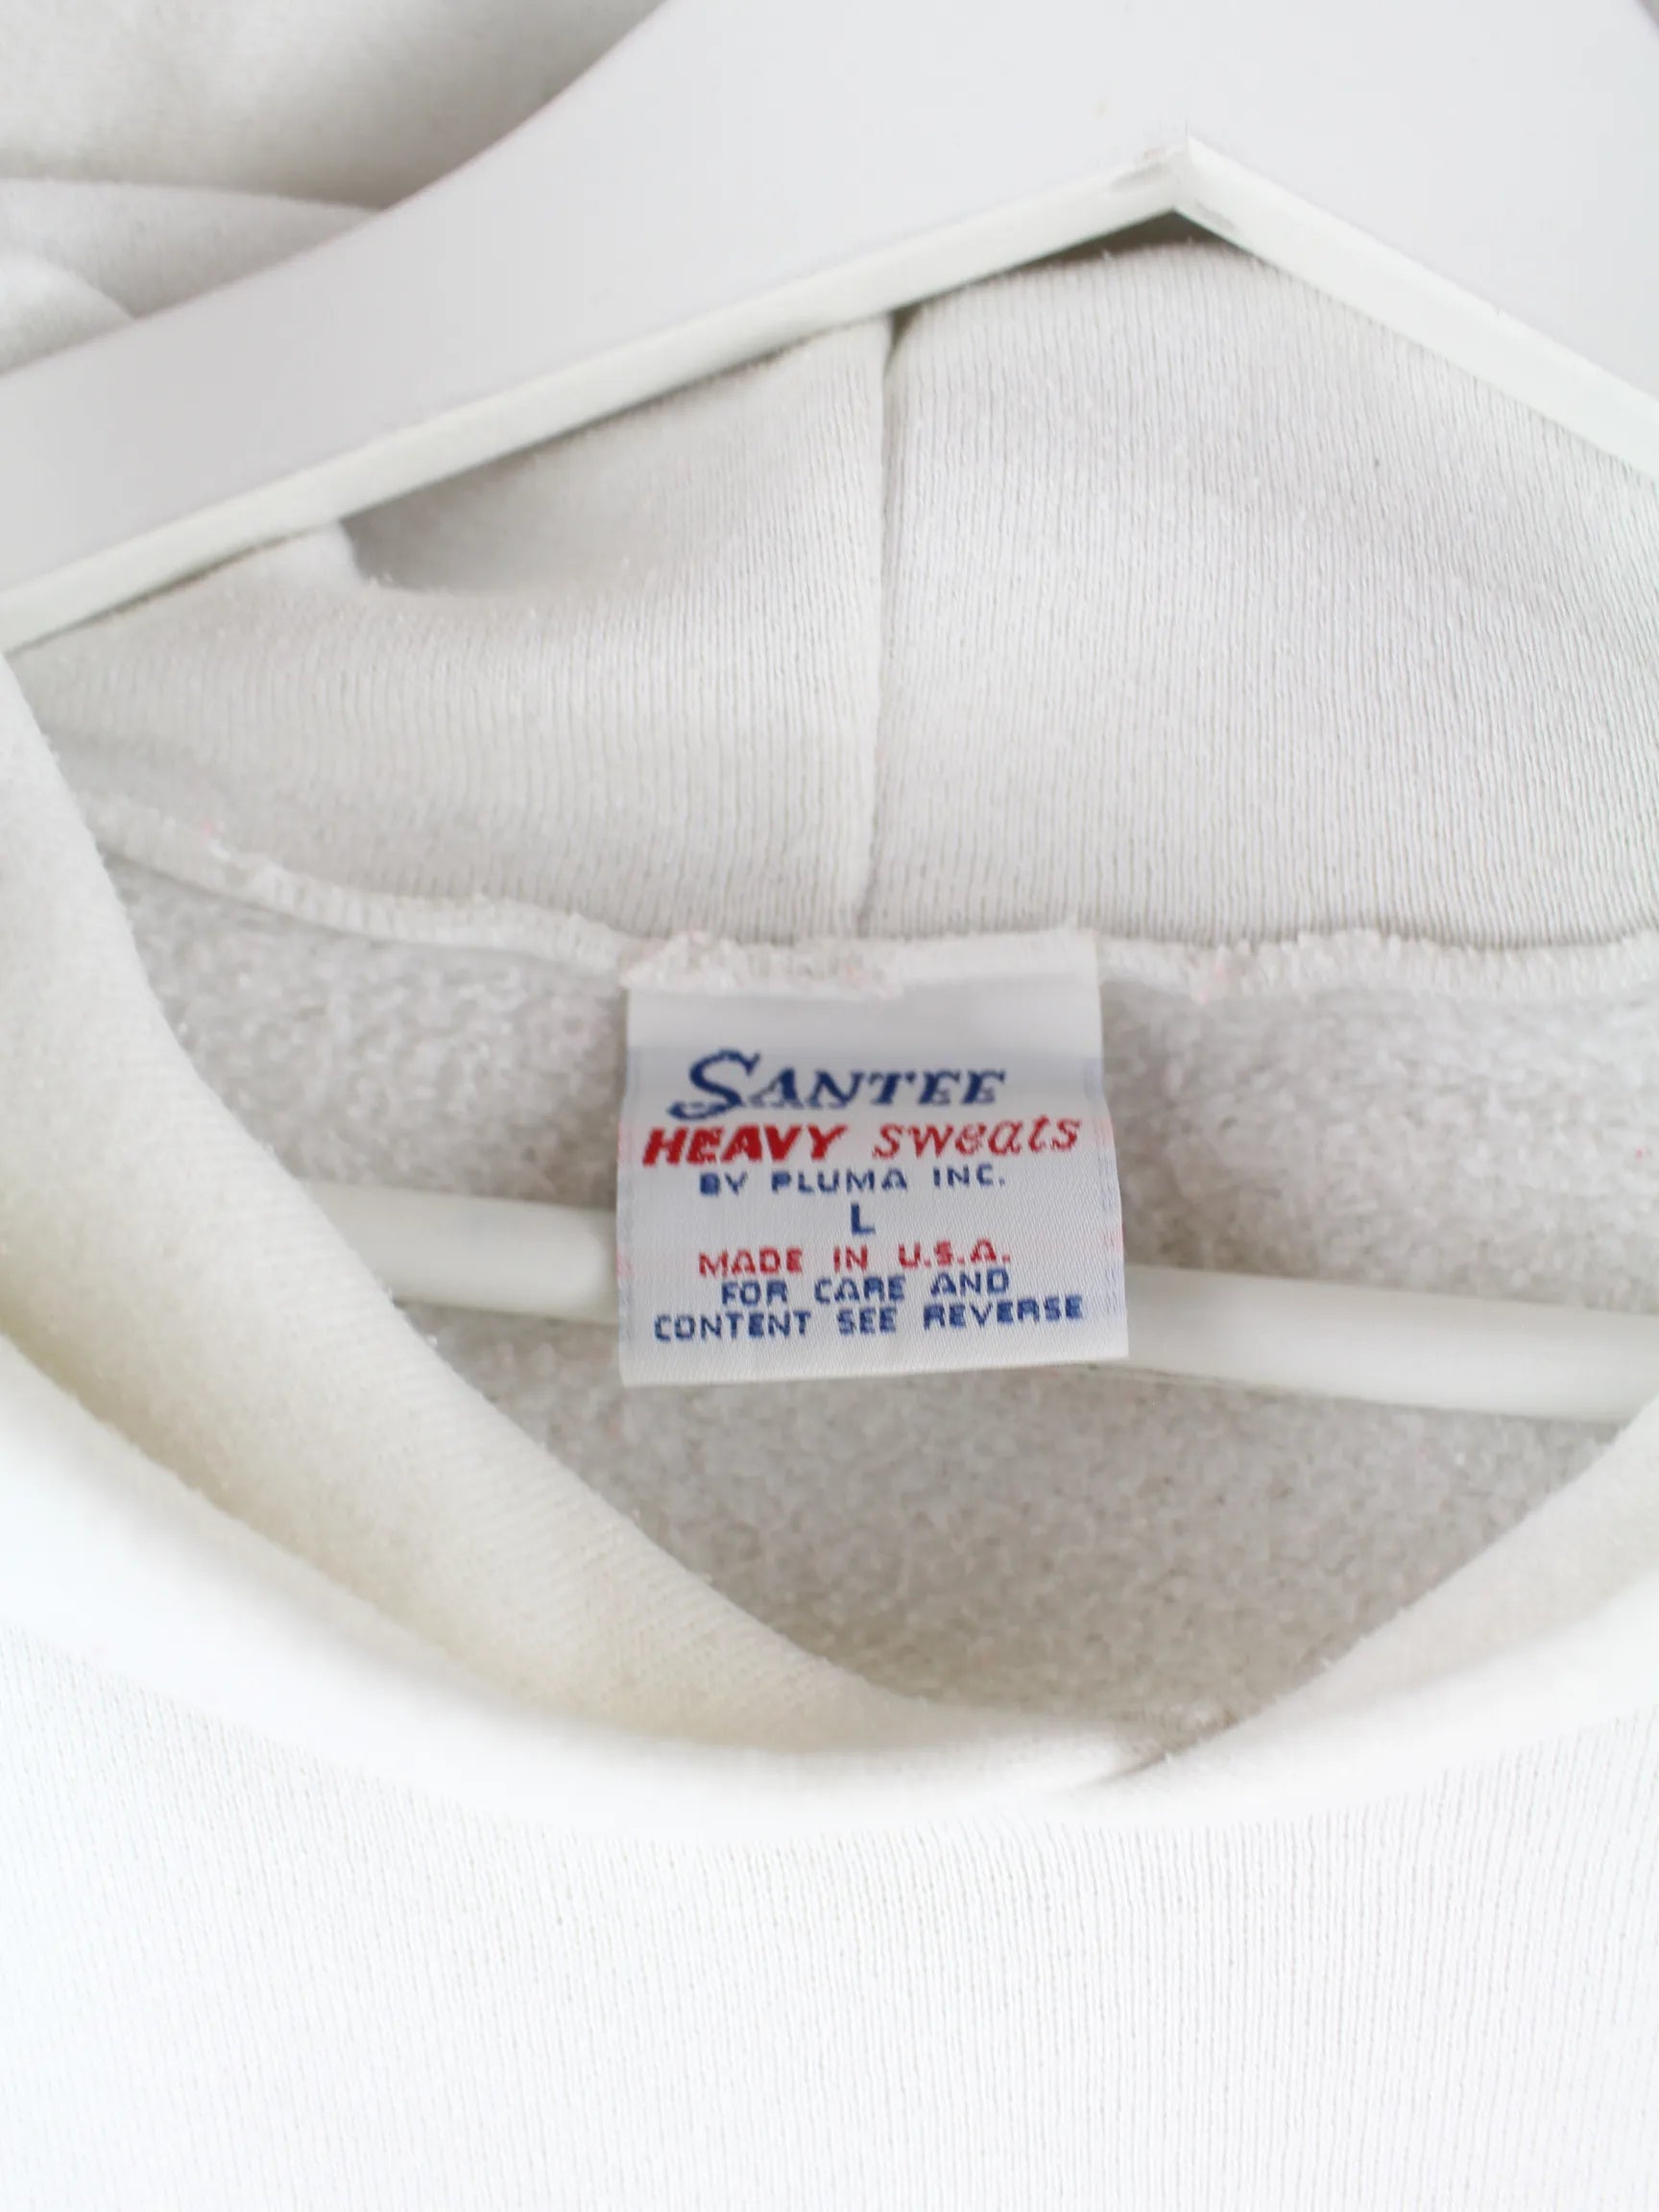 SANTEE
HEAVY sweats
BY PLUMA INC.
L
MADE IN U.S.A.
FOR CARE AND
CONTENT SEE REVERSE